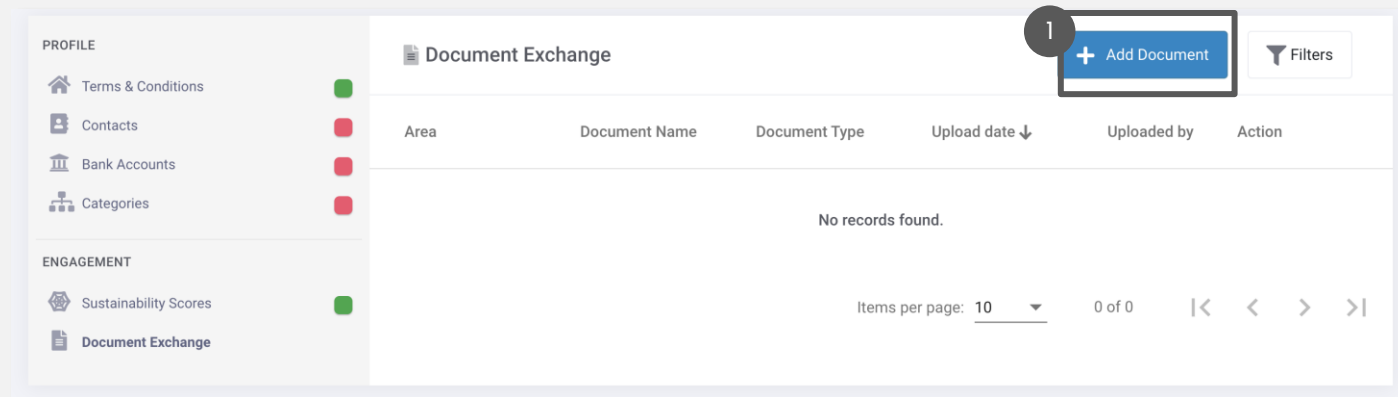 PROFILE
Terms & Conditions
Contacts
Bank Accounts
Categories
ENGAGEMENT
Sustainability Scores
Document Exchange
Document Exchange
1
Add Document
Filters
Area Document Name Document Type Upload date Uploaded by Action
No records found.
Items per page: 10 0 of 0